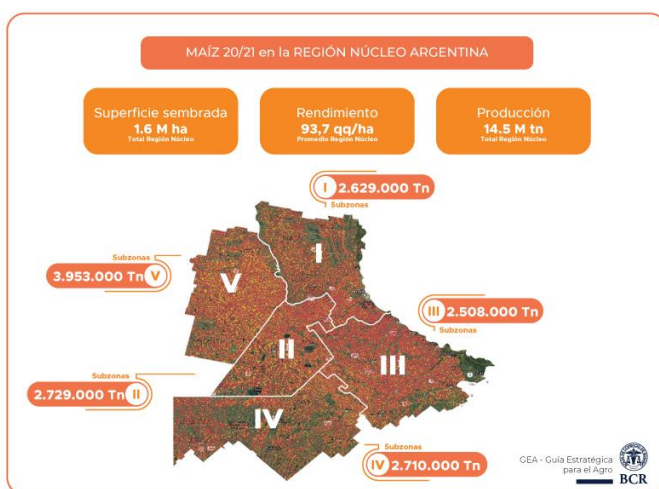 MAÍZ 20/21 en la REGIÓN NÚCLEO ARGENTINA
Superficie sembrada
1.6 M ha
Total Región Núcleo
Rendimiento
93,7 qq/ha
Promedio Región Núcleo
Producción
14.5 M tn
Total Región Núcleo
I 2.629.000 Tn
Subzonas
Subzonas
3.953.000 Tn V
III 2.508.000 Tn
Subzonas
Subzonas
2.729.000 Tn II
Subzonas
IV 2.710.000 Tn
I
V
II
III
IV
GEA - Guía Estratégica
para el Agro
BCR